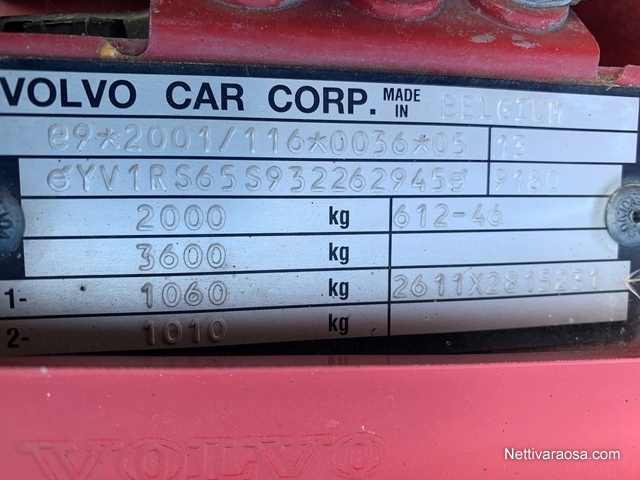 VOLVO CAR CORP. MADE IN BELGIUM
e9*2001/116*0036*05 13
YV1RS65S932262945 9180
2000 kg 612-46
3600 kg
1- 1060 kg 2611X2815231
2- 1010 kg
VOLVO
Nettivaraosa.com